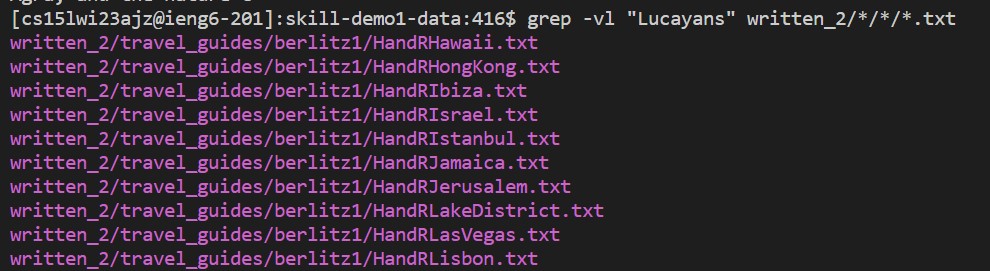 [cs15lwi23ajz@ieng6-201]:skill-demo1-data:416$ grep -vl "Lucayans" written_2/*/*/*.txt
written_2/travel_guides/berlitz1/HandRHawaii.txt
written_2/travel_guides/berlitz1/HandRHongKong.txt
written_2/travel_guides/berlitz1/HandRIbiza.txt
written_2/travel_guides/berlitz1/HandRIsrael.txt
written_2/travel_guides/berlitz1/HandRIstanbul.txt
written_2/travel_guides/berlitz1/HandRJamaica.txt
written_2/travel_guides/berlitz1/HandRJerusalem.txt
written_2/travel_guides/berlitz1/HandRLakeDistrict.txt
written_2/travel_guides/berlitz1/HandRLasVegas.txt
written_2/travel_guides/berlitz1/HandRLisbon.txt